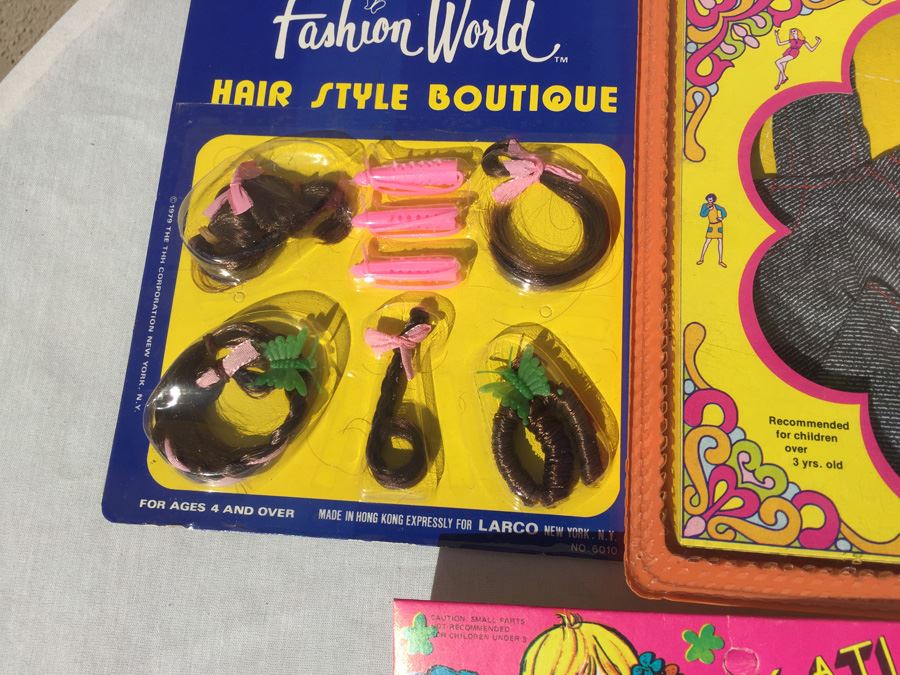 Fashion World TM
HAIR STYLE BOUTIQUE
©1979 THE THH CORPORATION NEW YORK, N.Y.
FOR AGES 4 AND OVER
MADE IN HONG KONG EXPRESSLY FOR LARCO NEW YORK, N.Y.
NO. 6010
Recommended
for children
over
3 yrs. old
CAUTION: SMALL PARTS
NOT RECOMMENDED
FOR CHILDREN UNDER 3